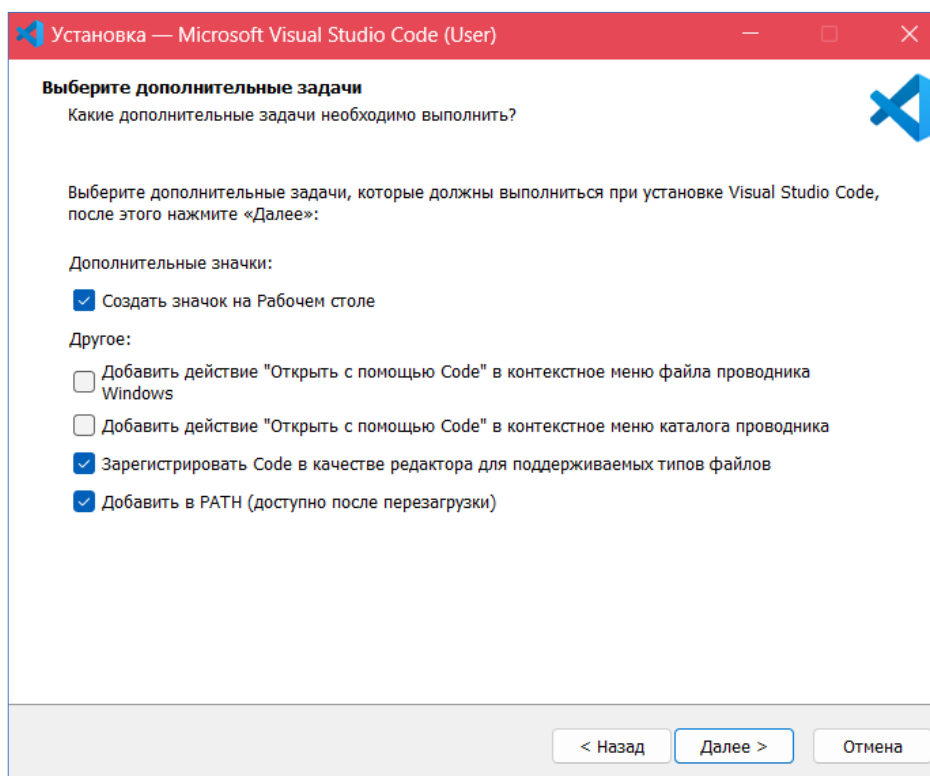 Установка — Microsoft Visual Studio Code (User)
Выберите дополнительные задачи
Какие дополнительные задачи необходимо выполнить?
Выберите дополнительные задачи, которые должны выполниться при установке Visual Studio Code,
после этого нажмите «Далее»:
Дополнительные значки:
Создать значок на Рабочем столе
Другое:
Добавить действие "Открыть с помощью Code" в контекстное меню файла проводника
Windows
Добавить действие "Открыть с помощью Code" в контекстное меню каталога проводника
Зарегистрировать Code в качестве редактора для поддерживаемых типов файлов
Добавить в PATH (доступно после перезагрузки)
< Назад Далее > Отмена